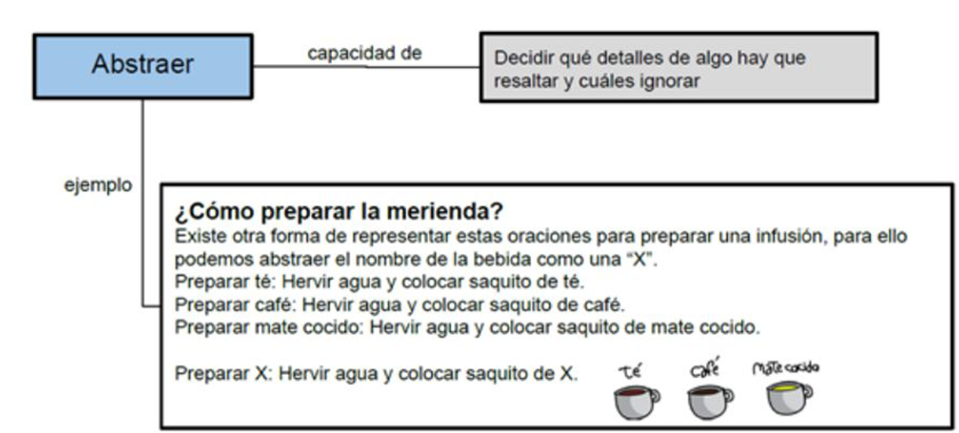 Abstraer
capacidad de
Decidir qué detalles de algo hay que
resaltar y cuáles ignorar
ejemplo
¿Cómo preparar la merienda?
Existe otra forma de representar estas oraciones para preparar una infusión, para ello
podemos abstraer el nombre de la bebida como una “X”.
Preparar té: Hervir agua y colocar saquito de té.
Preparar café: Hervir agua y colocar saquito de café.
Preparar mate cocido: Hervir agua y colocar saquito de mate cocido.
Preparar X: Hervir agua y colocar saquito de X.
té café mate cocido